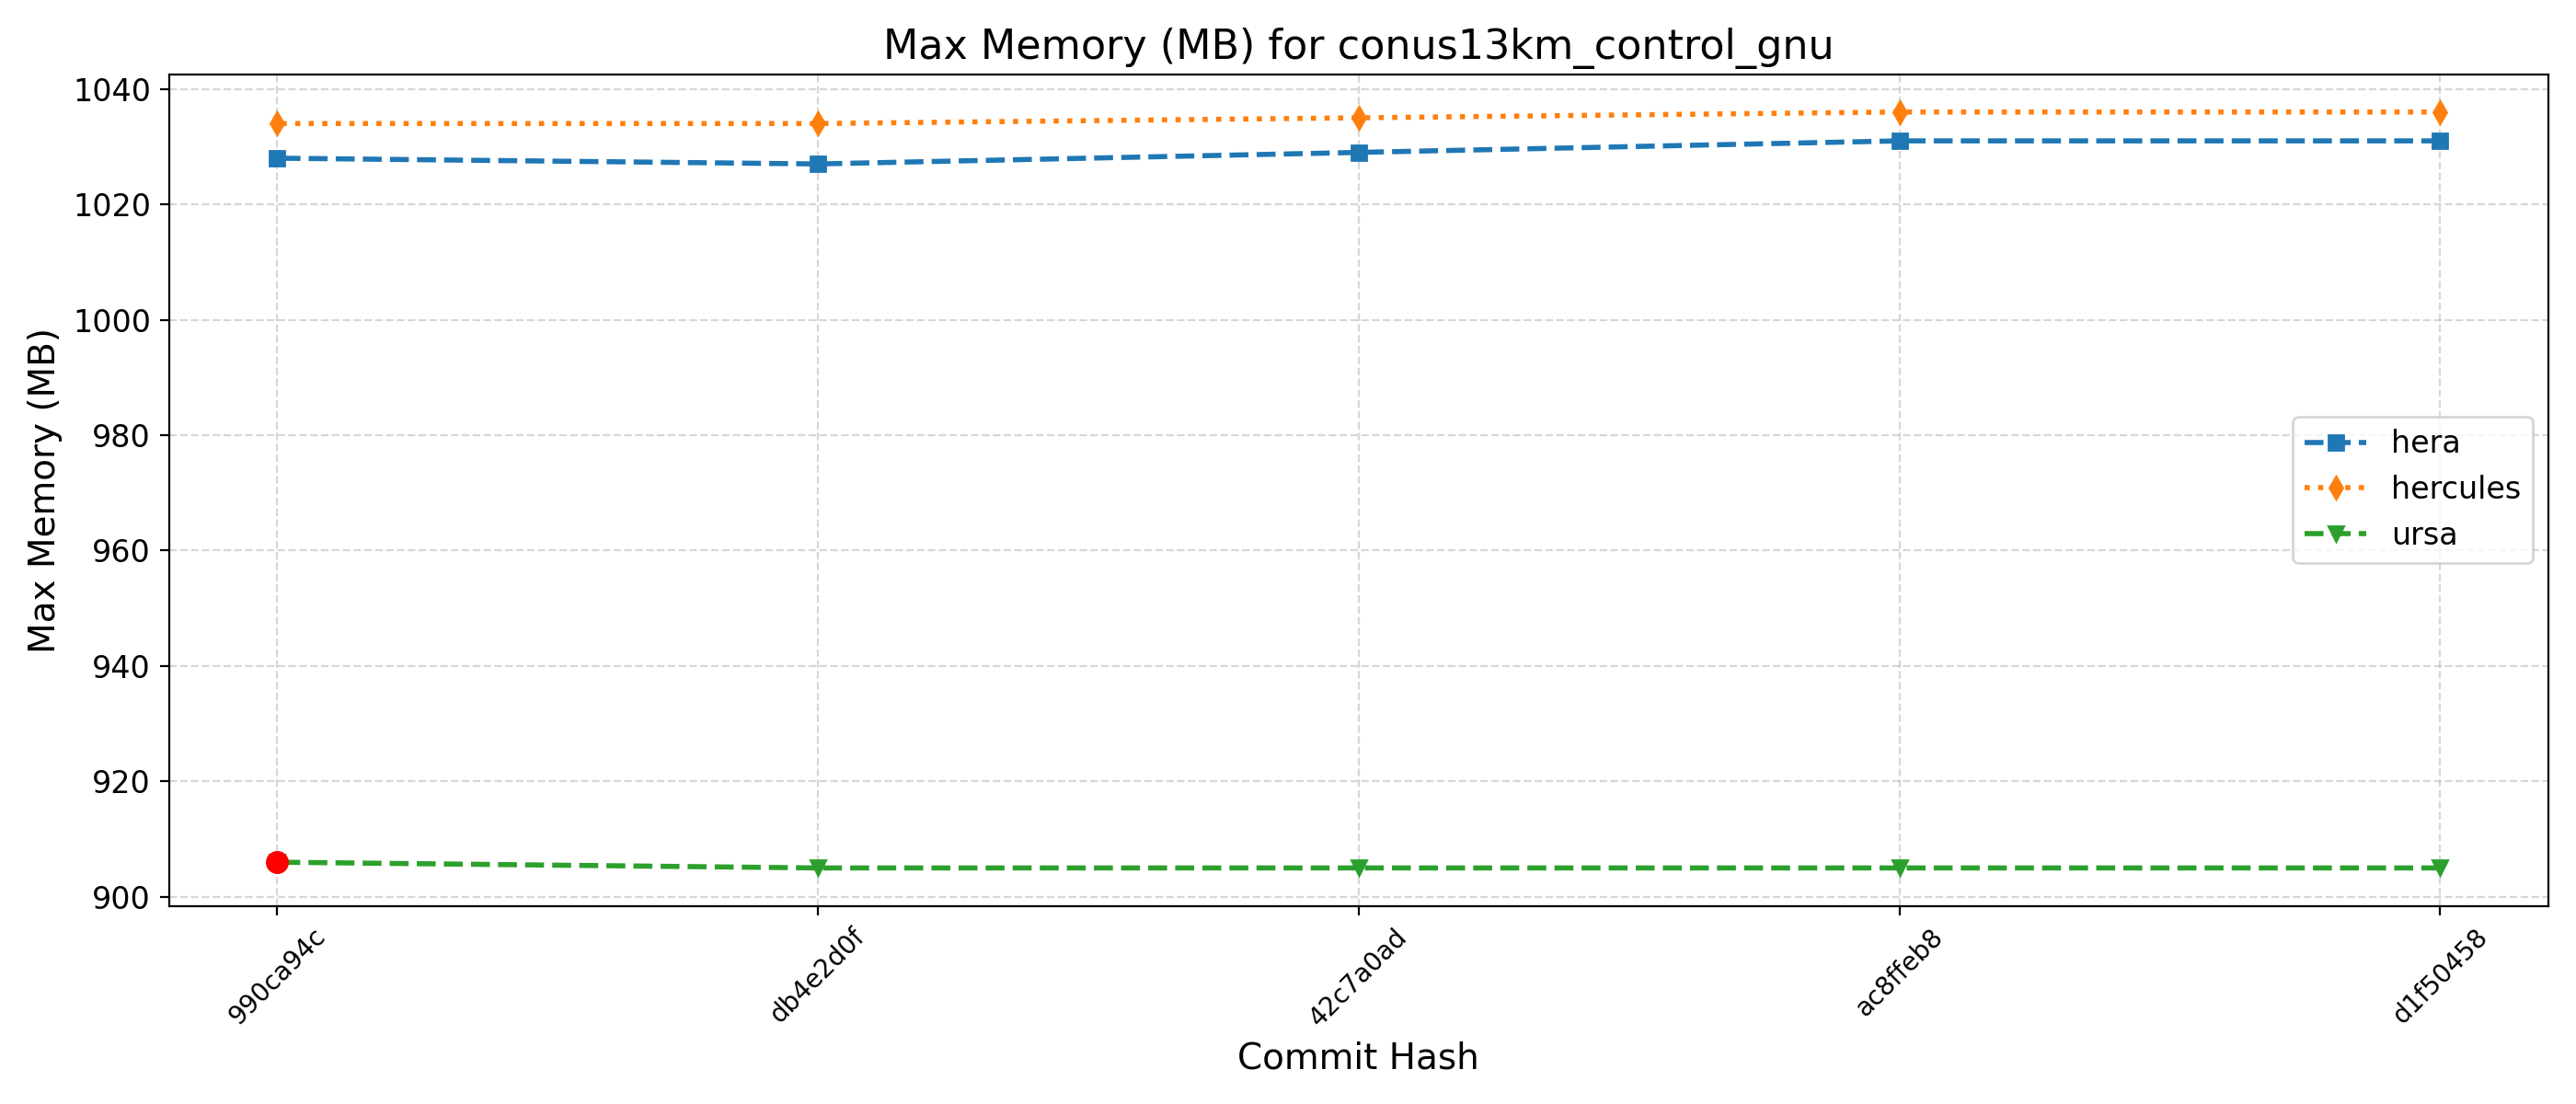 Max Memory (MB) for conus13km_control_gnu
Max Memory (MB)
1040
1020
1000
980
960
940
920
900
hera
hercules
ursa
990ca94c
db4e2d0f
42c7a0ad
ac8ffeb8
d1f50458
Commit Hash